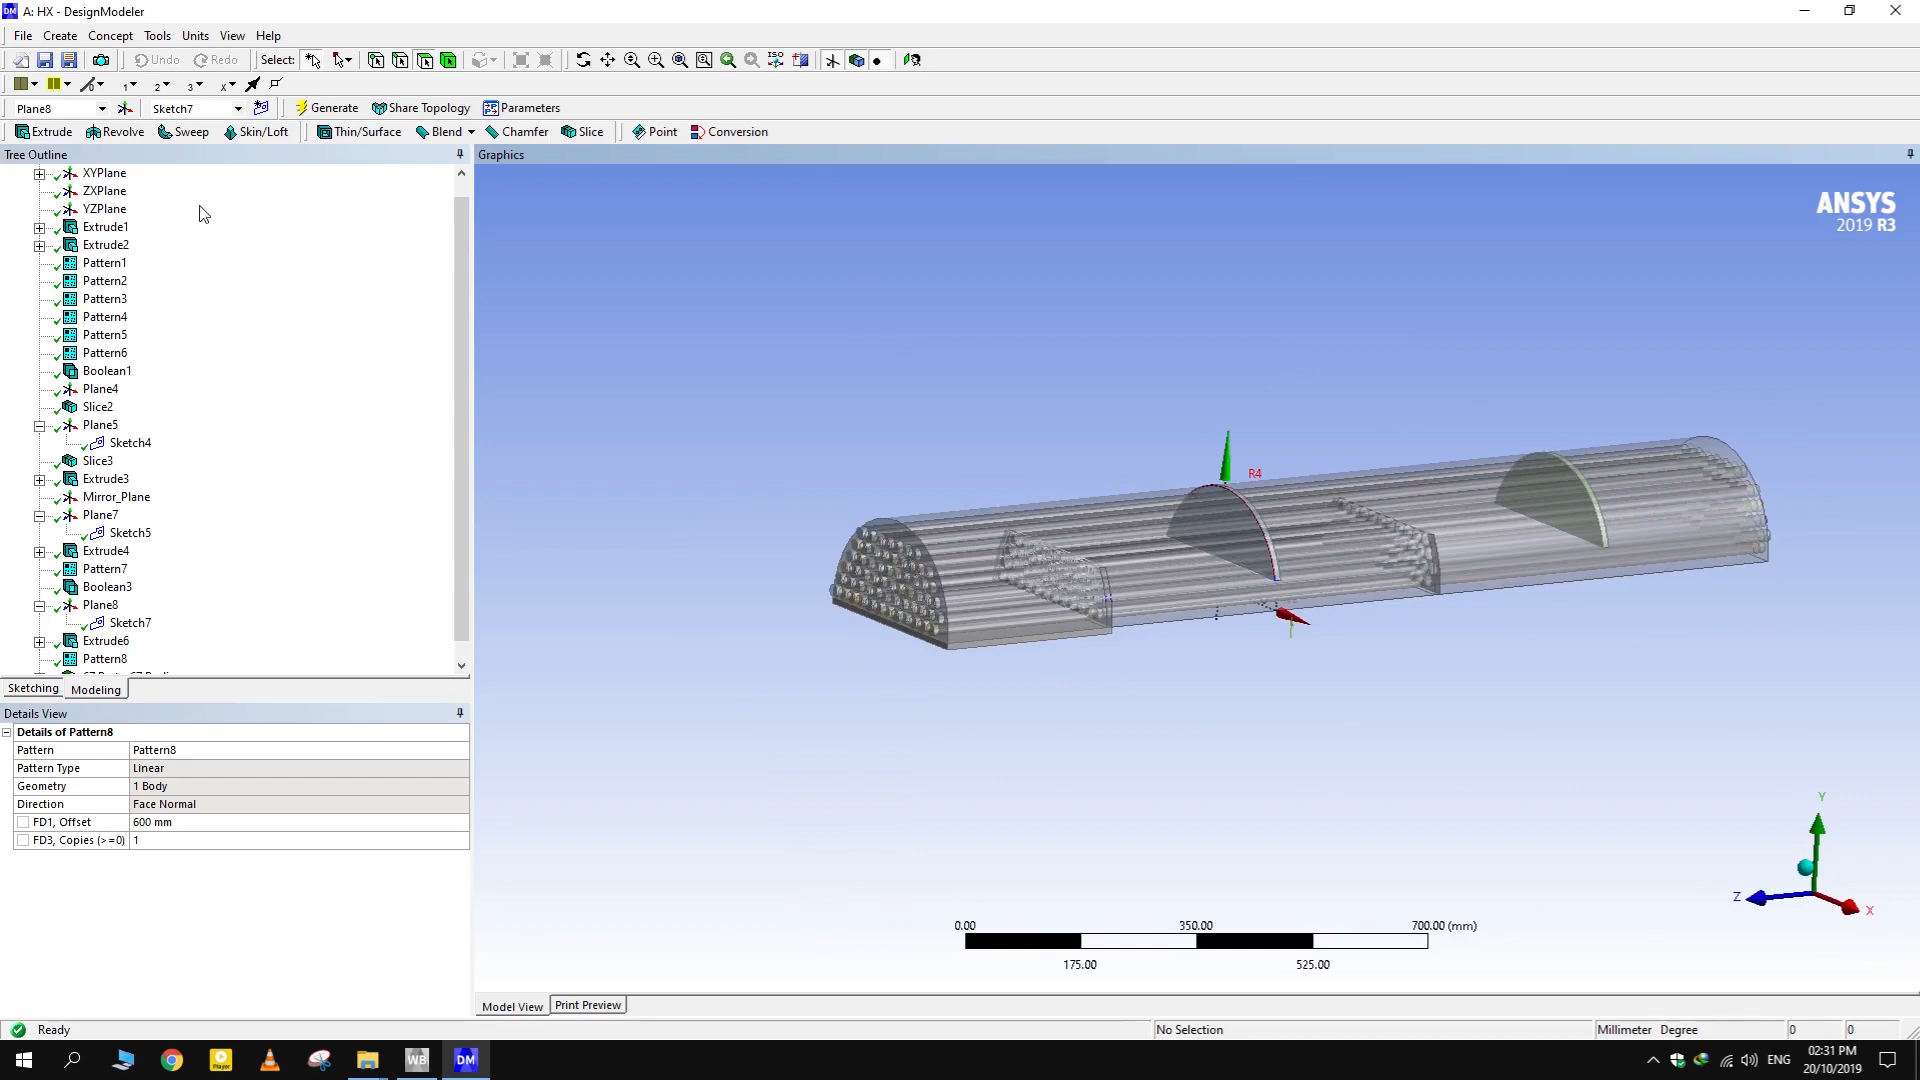 A: HX - DesignModeler
File Create Concept Tools Units View Help
Undo Redo Select:
Plane8 Sketch7 Generate Share Topology Parameters
Extrude Revolve Sweep Skin/Loft Thin/Surface Blend Chamfer Slice Point Conversion
Tree Outline
XYPlane
ZXPlane
YZPlane
Extrude1
Extrude2
Pattern1
Pattern2
Pattern3
Pattern4
Pattern5
Pattern6
Boolean1
Plane4
Slice2
Plane5
Sketch4
Slice3
Extrude3
Mirror_Plane
Plane7
Sketch5
Extrude4
Pattern7
Boolean3
Plane8
Sketch7
Extrude6
Pattern8
Sketching Modeling
Details View
Details of Pattern8
Pattern Pattern8
Pattern Type Linear
Geometry 1 Body
Direction Face Normal
FD1, Offset 600 mm
FD3, Copies (>=0) 1
Graphics
ANSYS
2019 R3
R4
Y
Z
X
0.00 350.00 700.00 (mm)
175.00 525.00
Model View Print Preview
Ready No Selection Millimeter Degree 0 0
WB DM
ENG
02:31 PM
20/10/2019